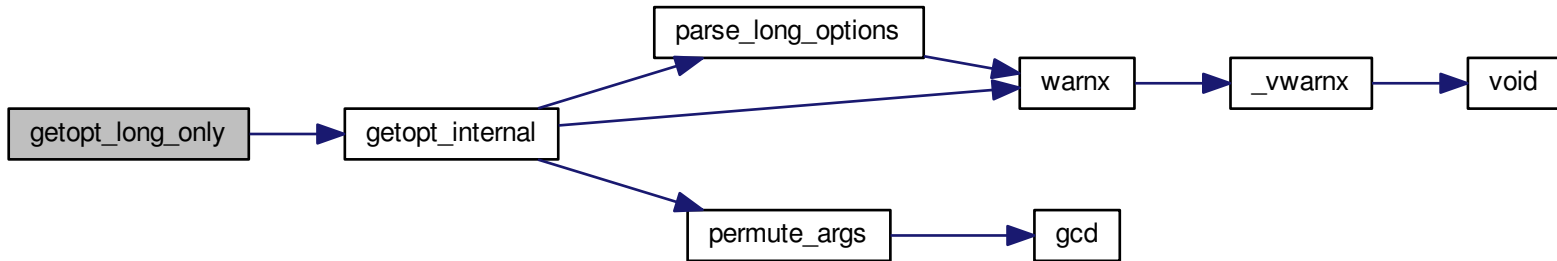 getopt_long_only
getopt_internal
parse_long_options
warnx
_vwarnx
void
permute_args
gcd